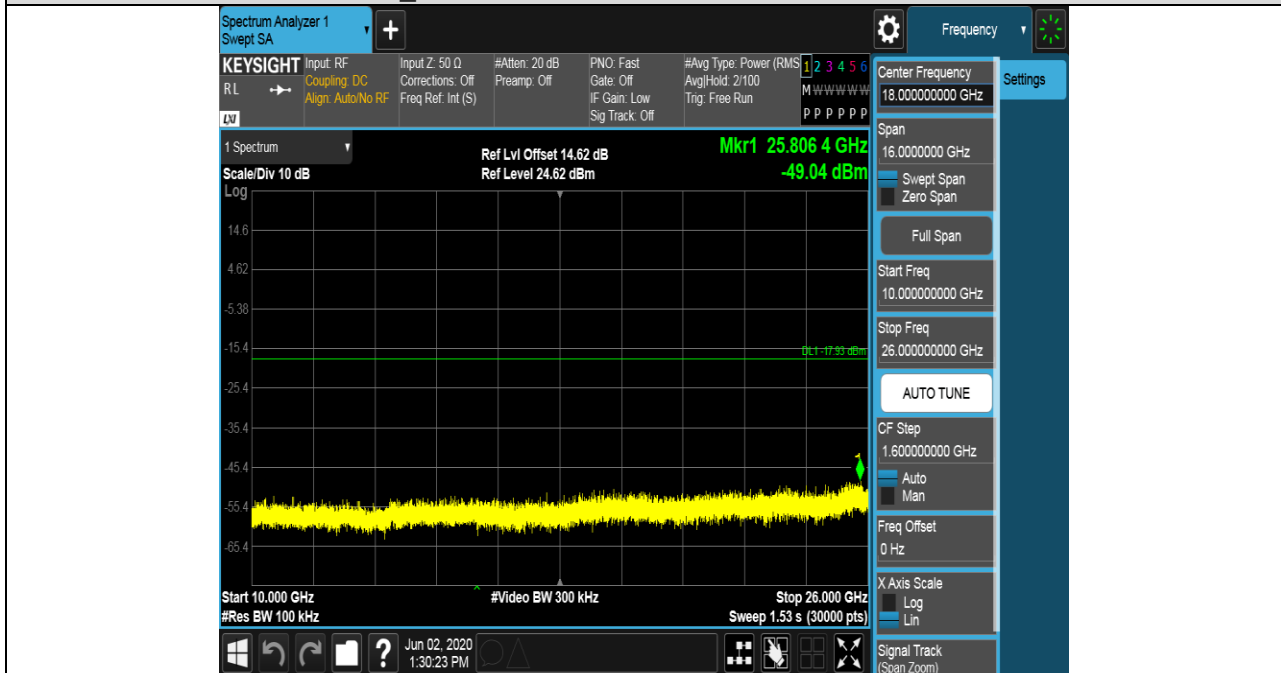 Spectrum Analyzer 1
Swept SA
+
Frequency
KEYSIGHT
RL
LXI
Input: RF
Coupling: DC
Align: Auto/No RF
Input Z: 50 Ω
Corrections: Off
Freq Ref: Int (S)
#Atten: 20 dB
Preamp: Off
PNO: Fast
Gate: Off
IF Gain: Low
Sig Track: Off
#Avg Type: Power (RMS
Avg|Hold: 2/100
Trig: Free Run
1 2 3 4 5 6
M W W W W W
P P P P P P
1 Spectrum
Scale/Div 10 dB
Log
Ref Lvl Offset 14.62 dB
Ref Level 24.62 dBm
Mkr1 25.806 4 GHz
-49.04 dBm
14.6
4.62
-5.38
-15.4
DL1 -17.93 dBm
-25.4
-35.4
-45.4
1
-55.4
-65.4
Start 10.000 GHz
#Res BW 100 kHz
#Video BW 300 kHz
Stop 26.000 GHz
Sweep 1.53 s (30000 pts)
?
Jun 02, 2020
1:30:23 PM
Center Frequency
18.000000000 GHz
Settings
Span
16.0000000 GHz
Swept Span
Zero Span
Full Span
Start Freq
10.000000000 GHz
Stop Freq
26.000000000 GHz
AUTO TUNE
CF Step
1.600000000 GHz
Auto
Man
Freq Offset
0 Hz
X Axis Scale
Log
Lin
Signal Track
(Span Zoom)